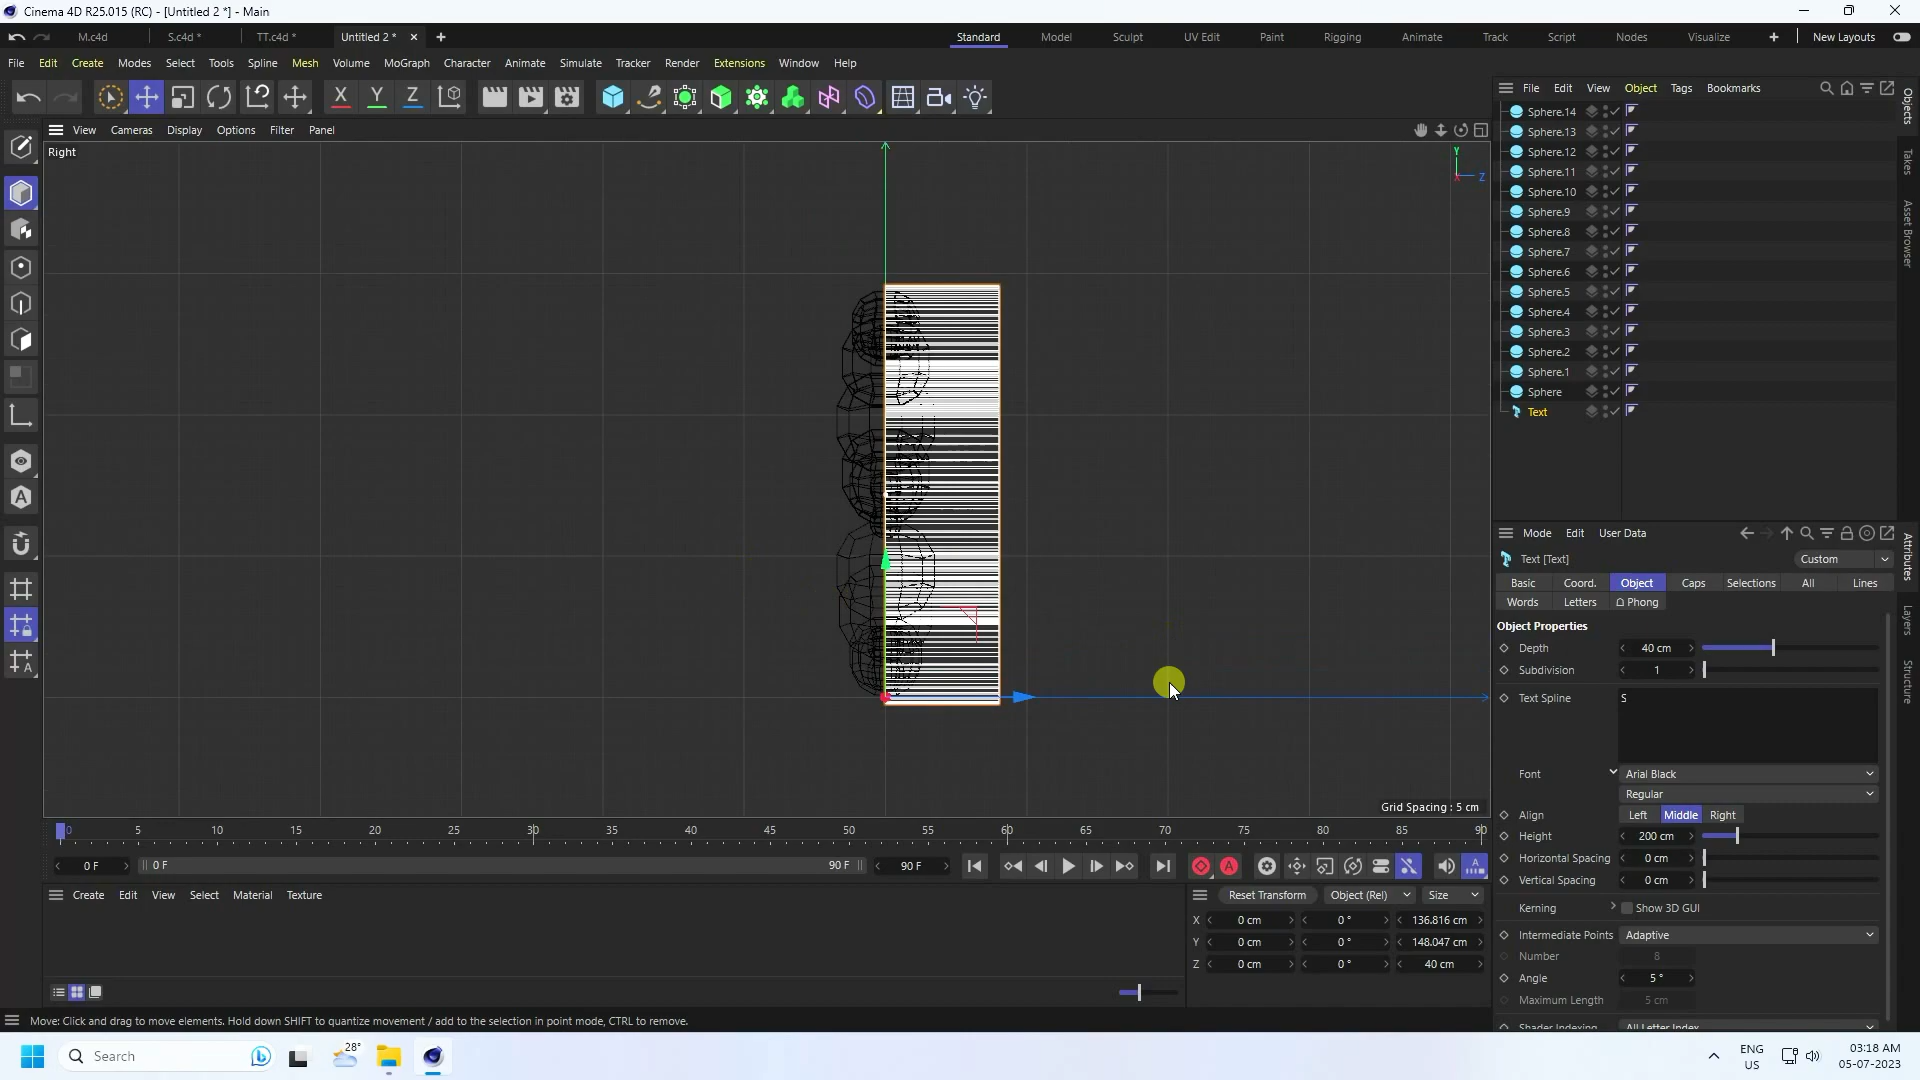 Cinema 4D R25.015 (RC) - [Untitled 2 *] - Main
M.c4d S.c4d * TT.c4d * Untitled 2 * Standard Model Sculpt UV Edit Paint Rigging Animate Track Script Nodes Visualize New Layouts
File Edit Create Modes Select Tools Spline Mesh Volume MoGraph Character Animate Simulate Tracker Render Extensions Window Help
X Y Z
File Edit View Object Tags Bookmarks
View Cameras Display Options Filter Panel
Right
Y
X Z
Sphere.14
Sphere.13
Sphere.12
Sphere.11
Sphere.10
Sphere.9
Sphere.8
Sphere.7
Sphere.6
Sphere.5
Sphere.4
Sphere.3
Sphere.2
Sphere.1
Sphere
Text
Objects
Takes
Asset Browser
Attributes
Layers
Structure
Mode Edit User Data
Text [Text] Custom
Basic Coord. Object Caps Selections All Lines
Words Letters Phong
Object Properties
Depth 40 cm
Subdivision 1
Text Spline S
Font Arial Black
Regular
Align Left Middle Right
Height 200 cm
Horizontal Spacing 0 cm
Vertical Spacing 0 cm
Kerning Show 3D GUI
Intermediate Points Adaptive
Number 8
Angle 5 °
Maximum Length 5 cm
Shader Indexing All Letter Index
Grid Spacing : 5 cm
0 5 10 15 20 25 30 35 40 45 50 55 60 65 70 75 80 85 90
0 F 0 F 90 F 90 F
Create Edit View Select Material Texture
Reset Transform Object (Rel) Size
X 0 cm 0 ° 136.816 cm
Y 0 cm 0 ° 148.047 cm
Z 0 cm 0 ° 40 cm
Move: Click and drag to move elements. Hold down SHIFT to quantize movement / add to the selection in point mode, CTRL to remove.
Search
28°
ENG
US
03:18 AM
05-07-2023